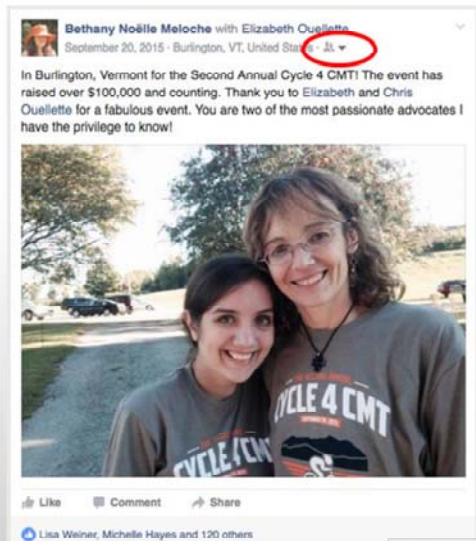 Bethany Noëlle Meloche with Elizabeth Ouellette
September 20, 2015 · Burlington, VT, United States ·
In Burlington, Vermont for the Second Annual Cycle 4 CMT! The event has
raised over $100,000 and counting. Thank you to Elizabeth and Chris
Ouellette for a fabulous event. You are two of the most passionate advocates I
have the privilege to know!
CYCLE 4 CMT
CYCLE 4 CMT
Like Comment Share
Lisa Weiner, Michelle Hayes and 120 others